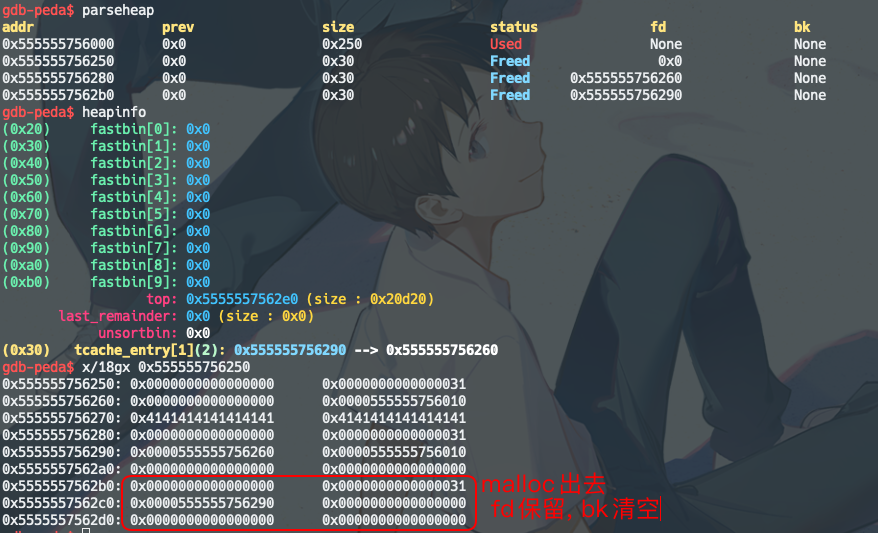 gdb-peda$ parseheap
addr prev size status fd bk
0x555555756000 0x0 0x250 Used None None
0x555555756250 0x0 0x30 Freed 0x0 None
0x555555756280 0x0 0x30 Freed 0x555555756260 None
0x5555557562b0 0x0 0x30 Freed 0x555555756290 None
gdb-peda$ heapinfo
(0x20) fastbin[0]: 0x0
(0x30) fastbin[1]: 0x0
(0x40) fastbin[2]: 0x0
(0x50) fastbin[3]: 0x0
(0x60) fastbin[4]: 0x0
(0x70) fastbin[5]: 0x0
(0x80) fastbin[6]: 0x0
(0x90) fastbin[7]: 0x0
(0xa0) fastbin[8]: 0x0
(0xb0) fastbin[9]: 0x0
top: 0x5555557562e0 (size : 0x20d20)
last_remainder: 0x0 (size : 0x0)
unsortbin: 0x0
(0x30) tcache_entry[1](2): 0x555555756290 --> 0x555555756260
gdb-peda$ x/18gx 0x555555756250
0x555555756250: 0x0000000000000000 0x0000000000000031
0x555555756260: 0x0000000000000000 0x0000555555756010
0x555555756270: 0x4141414141414141 0x4141414141414141
0x555555756280: 0x0000000000000000 0x0000000000000031
0x555555756290: 0x0000555555756260 0x0000555555756010
0x5555557562a0: 0x0000000000000000 0x0000000000000000
0x5555557562b0: 0x0000000000000000 0x0000000000000031 malloc出去
0x5555557562c0: 0x0000555555756290 0x0000000000000000 fd保留, bk清空
0x5555557562d0: 0x0000000000000000 0x0000000000000000